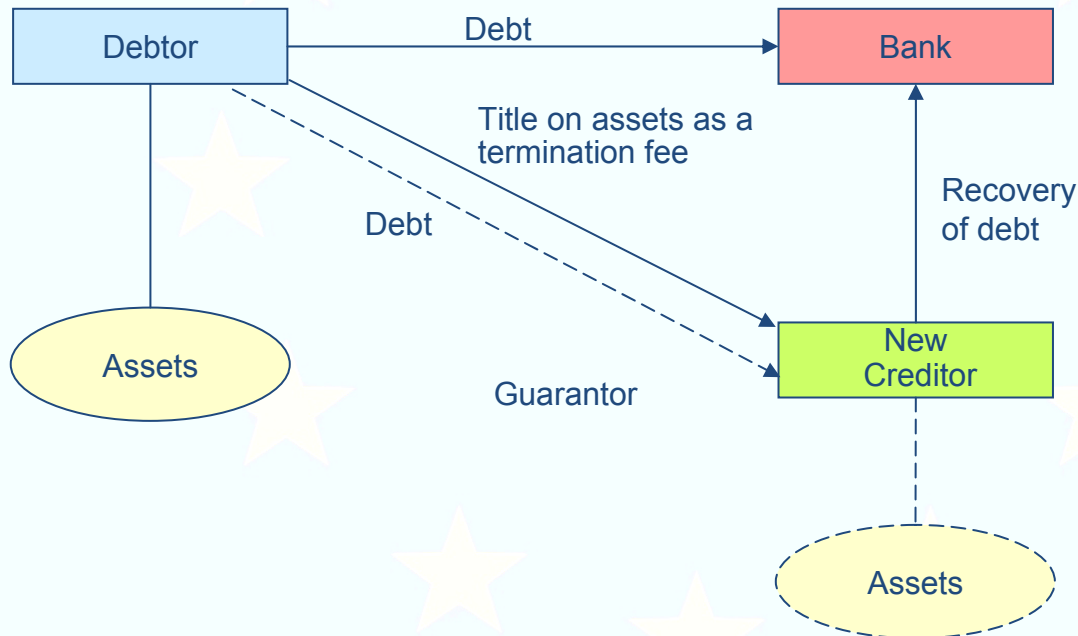 Debt
Debtor
Bank
Title on assets as a
termination fee
Recovery
of debt
Debt
New
Creditor
Assets
Guarantor
Assets